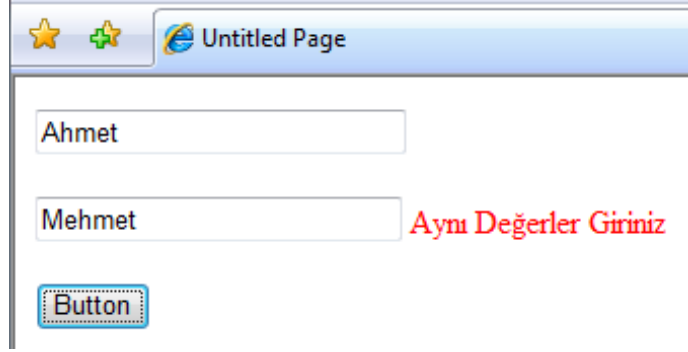 Untitled Page
Ahmet
Mehmet Aynı Değerler Giriniz
Button